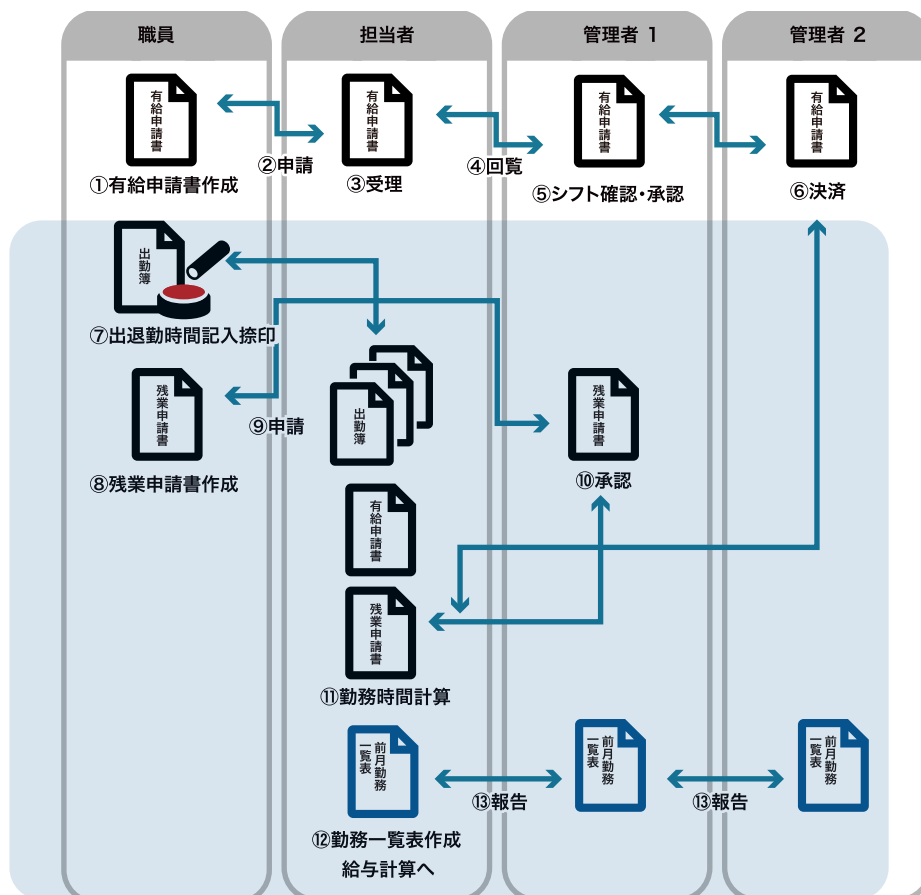 職員
担当者
管理者 1
管理者 2
有給申請書
有給申請書
有給申請書
有給申請書
①有給申請書作成
②申請
③受理
④回覧
⑤シフト確認・承認
⑥決済
出勤簿
⑦出退勤時間記入捺印
残業申請書
⑧残業申請書作成
⑨申請
出勤簿
残業申請書
⑩承認
有給申請書
残業申請書
⑪勤務時間計算
前月勤務
一覧表
前月勤務
一覧表
前月勤務
一覧表
⑬報告
⑬報告
⑫勤務一覧表作成
給与計算へ